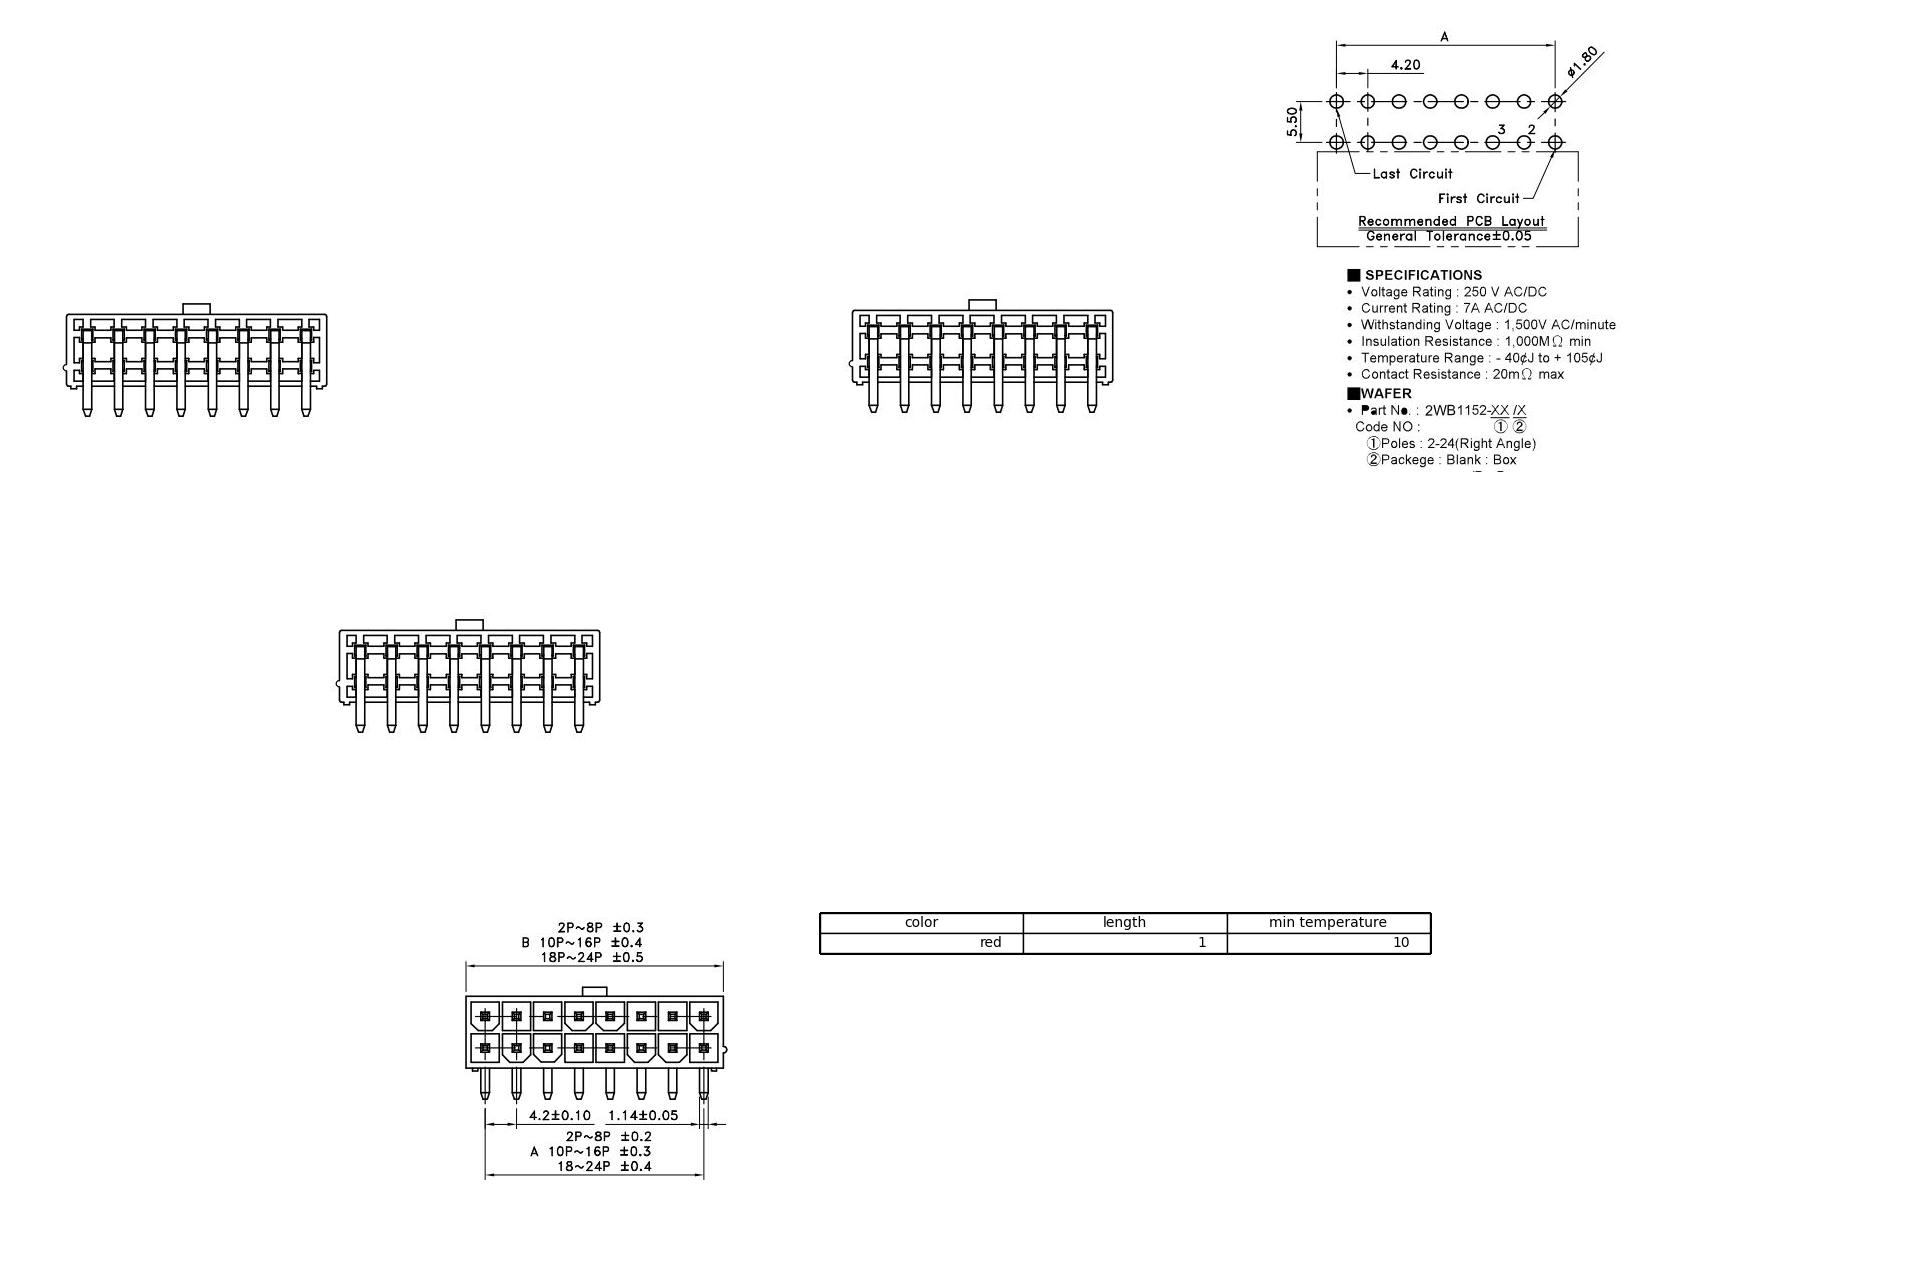 A
4.20
ø1.80
5.50
3 2
Last Circuit
First Circuit
Recommended PCB Layout
General Tolerance±0.05
■ SPECIFICATIONS
• Voltage Rating : 250 V AC/DC
• Current Rating : 7A AC/DC
• Withstanding Voltage : 1,500V AC/minute
• Insulation Resistance : 1,000MΩ min
• Temperature Range : - 40¢J to + 105¢J
• Contact Resistance : 20mΩ max
■WAFER
• Part No. : 2WB1152-XX /X
Code NO : ① ②
①Poles : 2-24(Right Angle)
②Packege : Blank : Box
2P~8P ±0.3
B 10P~16P ±0.4
18P~24P ±0.5
4.2±0.10 1.14±0.05
2P~8P ±0.2
A 10P~16P ±0.3
18~24P ±0.4
color length min temperature
red 1 10